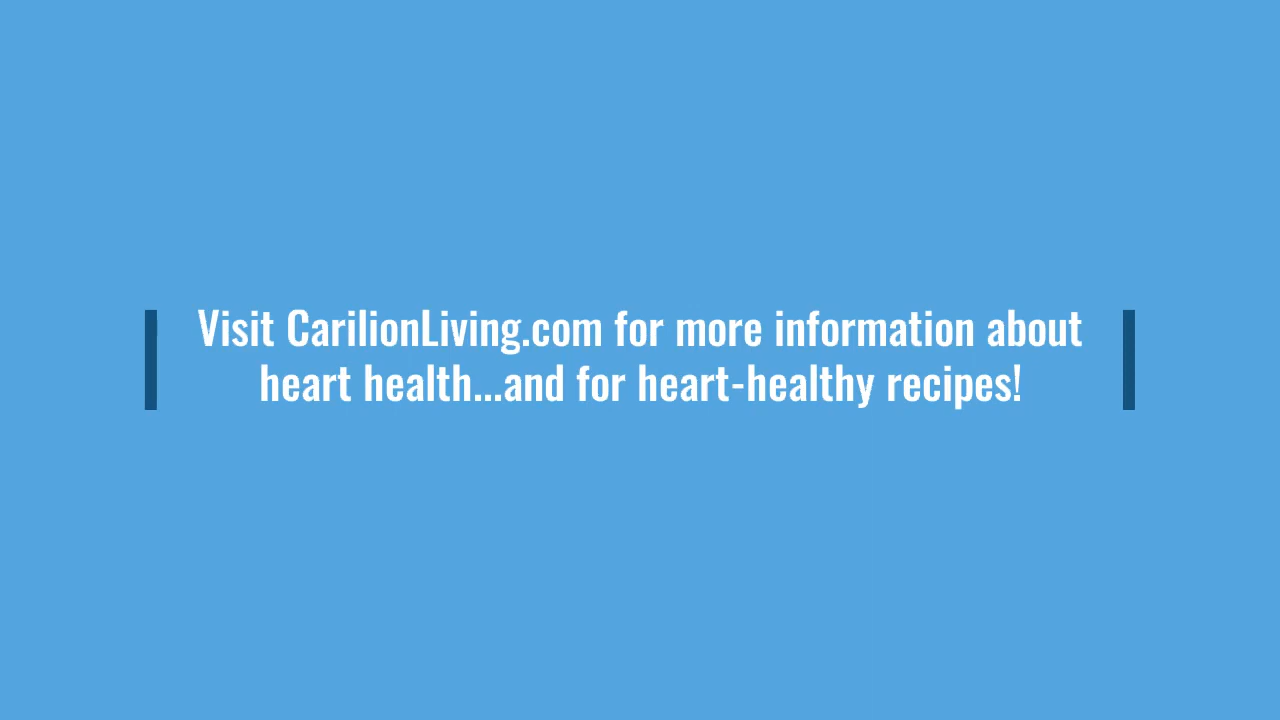 Visit CarilionLiving.com for more information about
heart health...and for heart-healthy recipes!